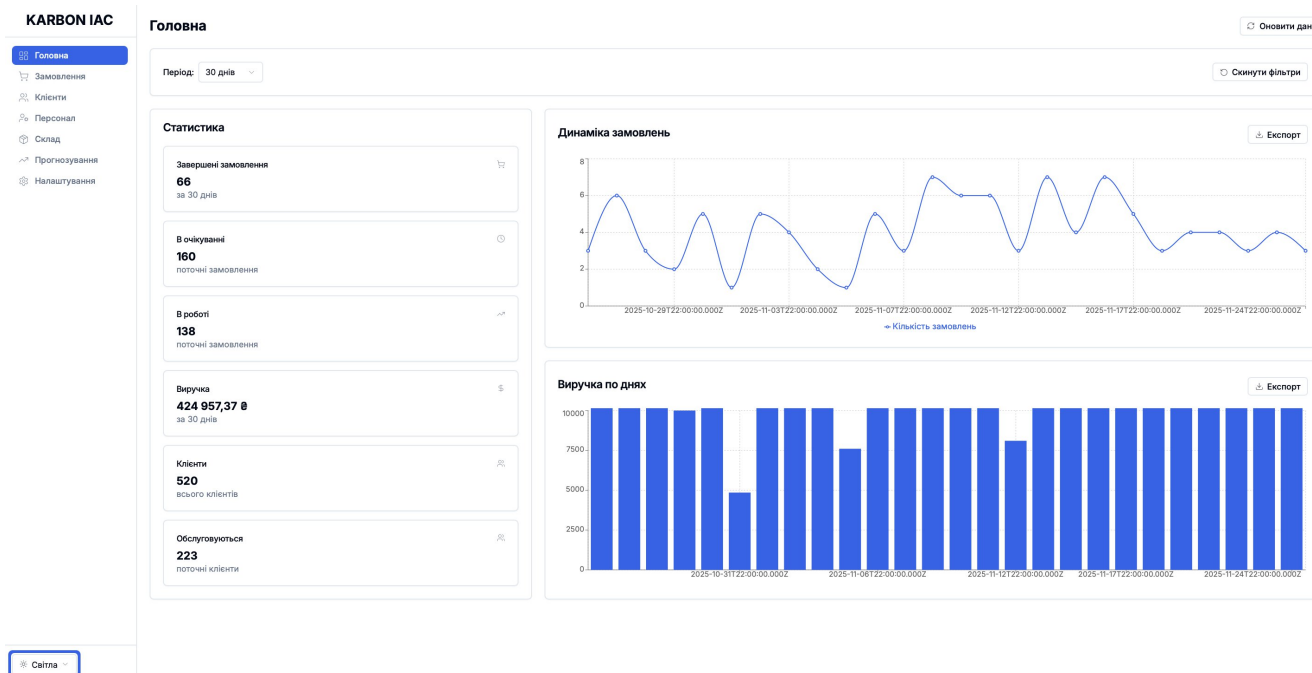 KARBON IAC
Головна
Замовлення
Клієнти
Персонал
Склад
Прогнозування
Налаштування
Світла
Головна
Оновити дан
Період: 30 днів
Скинути фільтри
Статистика
Завершені замовлення
66
за 30 днів
В очікуванні
160
поточні замовлення
В роботі
138
поточні замовлення
Виручка
424 957,37 ₴
за 30 днів
Клієнти
520
всього клієнтів
Обслуговуються
223
поточні клієнти
Динаміка замовлень
Експорт
8
6
4
2
0
2025-10-29T22:00:00.000Z 2025-11-03T22:00:00.000Z 2025-11-07T22:00:00.000Z 2025-11-12T22:00:00.000Z 2025-11-17T22:00:00.000Z 2025-11-24T22:00:00.000Z
Кількість замовлень
Виручка по днях
Експорт
10000
7500
5000
2500
0
2025-10-31T22:00:00.000Z 2025-11-06T22:00:00.000Z 2025-11-12T22:00:00.000Z 2025-11-17T22:00:00.000Z 2025-11-24T22:00:00.000Z